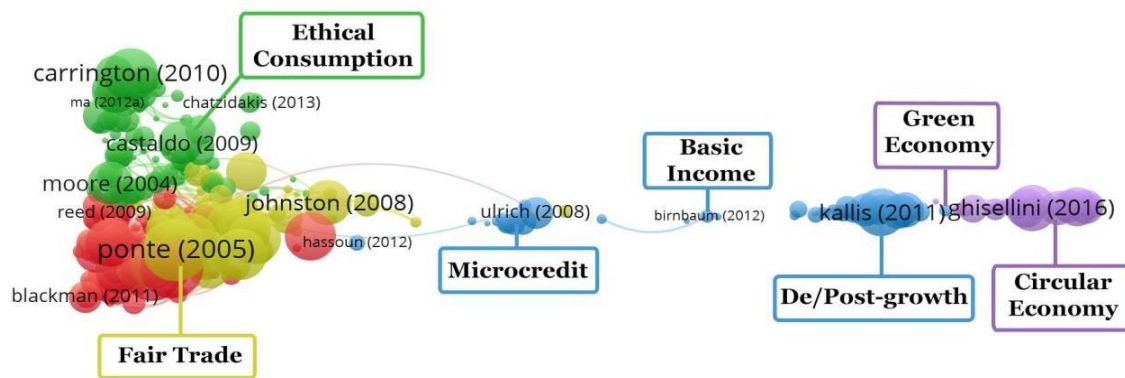 Ethical
Consumption
carrington (2010)
ma (2012a)
chatzidakis (2013)
castaldo (2009)
moore (2004)
reed (2009)
johnston (2008)
hassoun (2012)
ponte (2005)
blackman (2011)
Fair Trade
ulrich (2008)
Microcredit
Basic
Income
birnbaum (2012)
Green
Economy
kallis (2011)
ghisellini (2016)
De/Post-growth
Circular
Economy